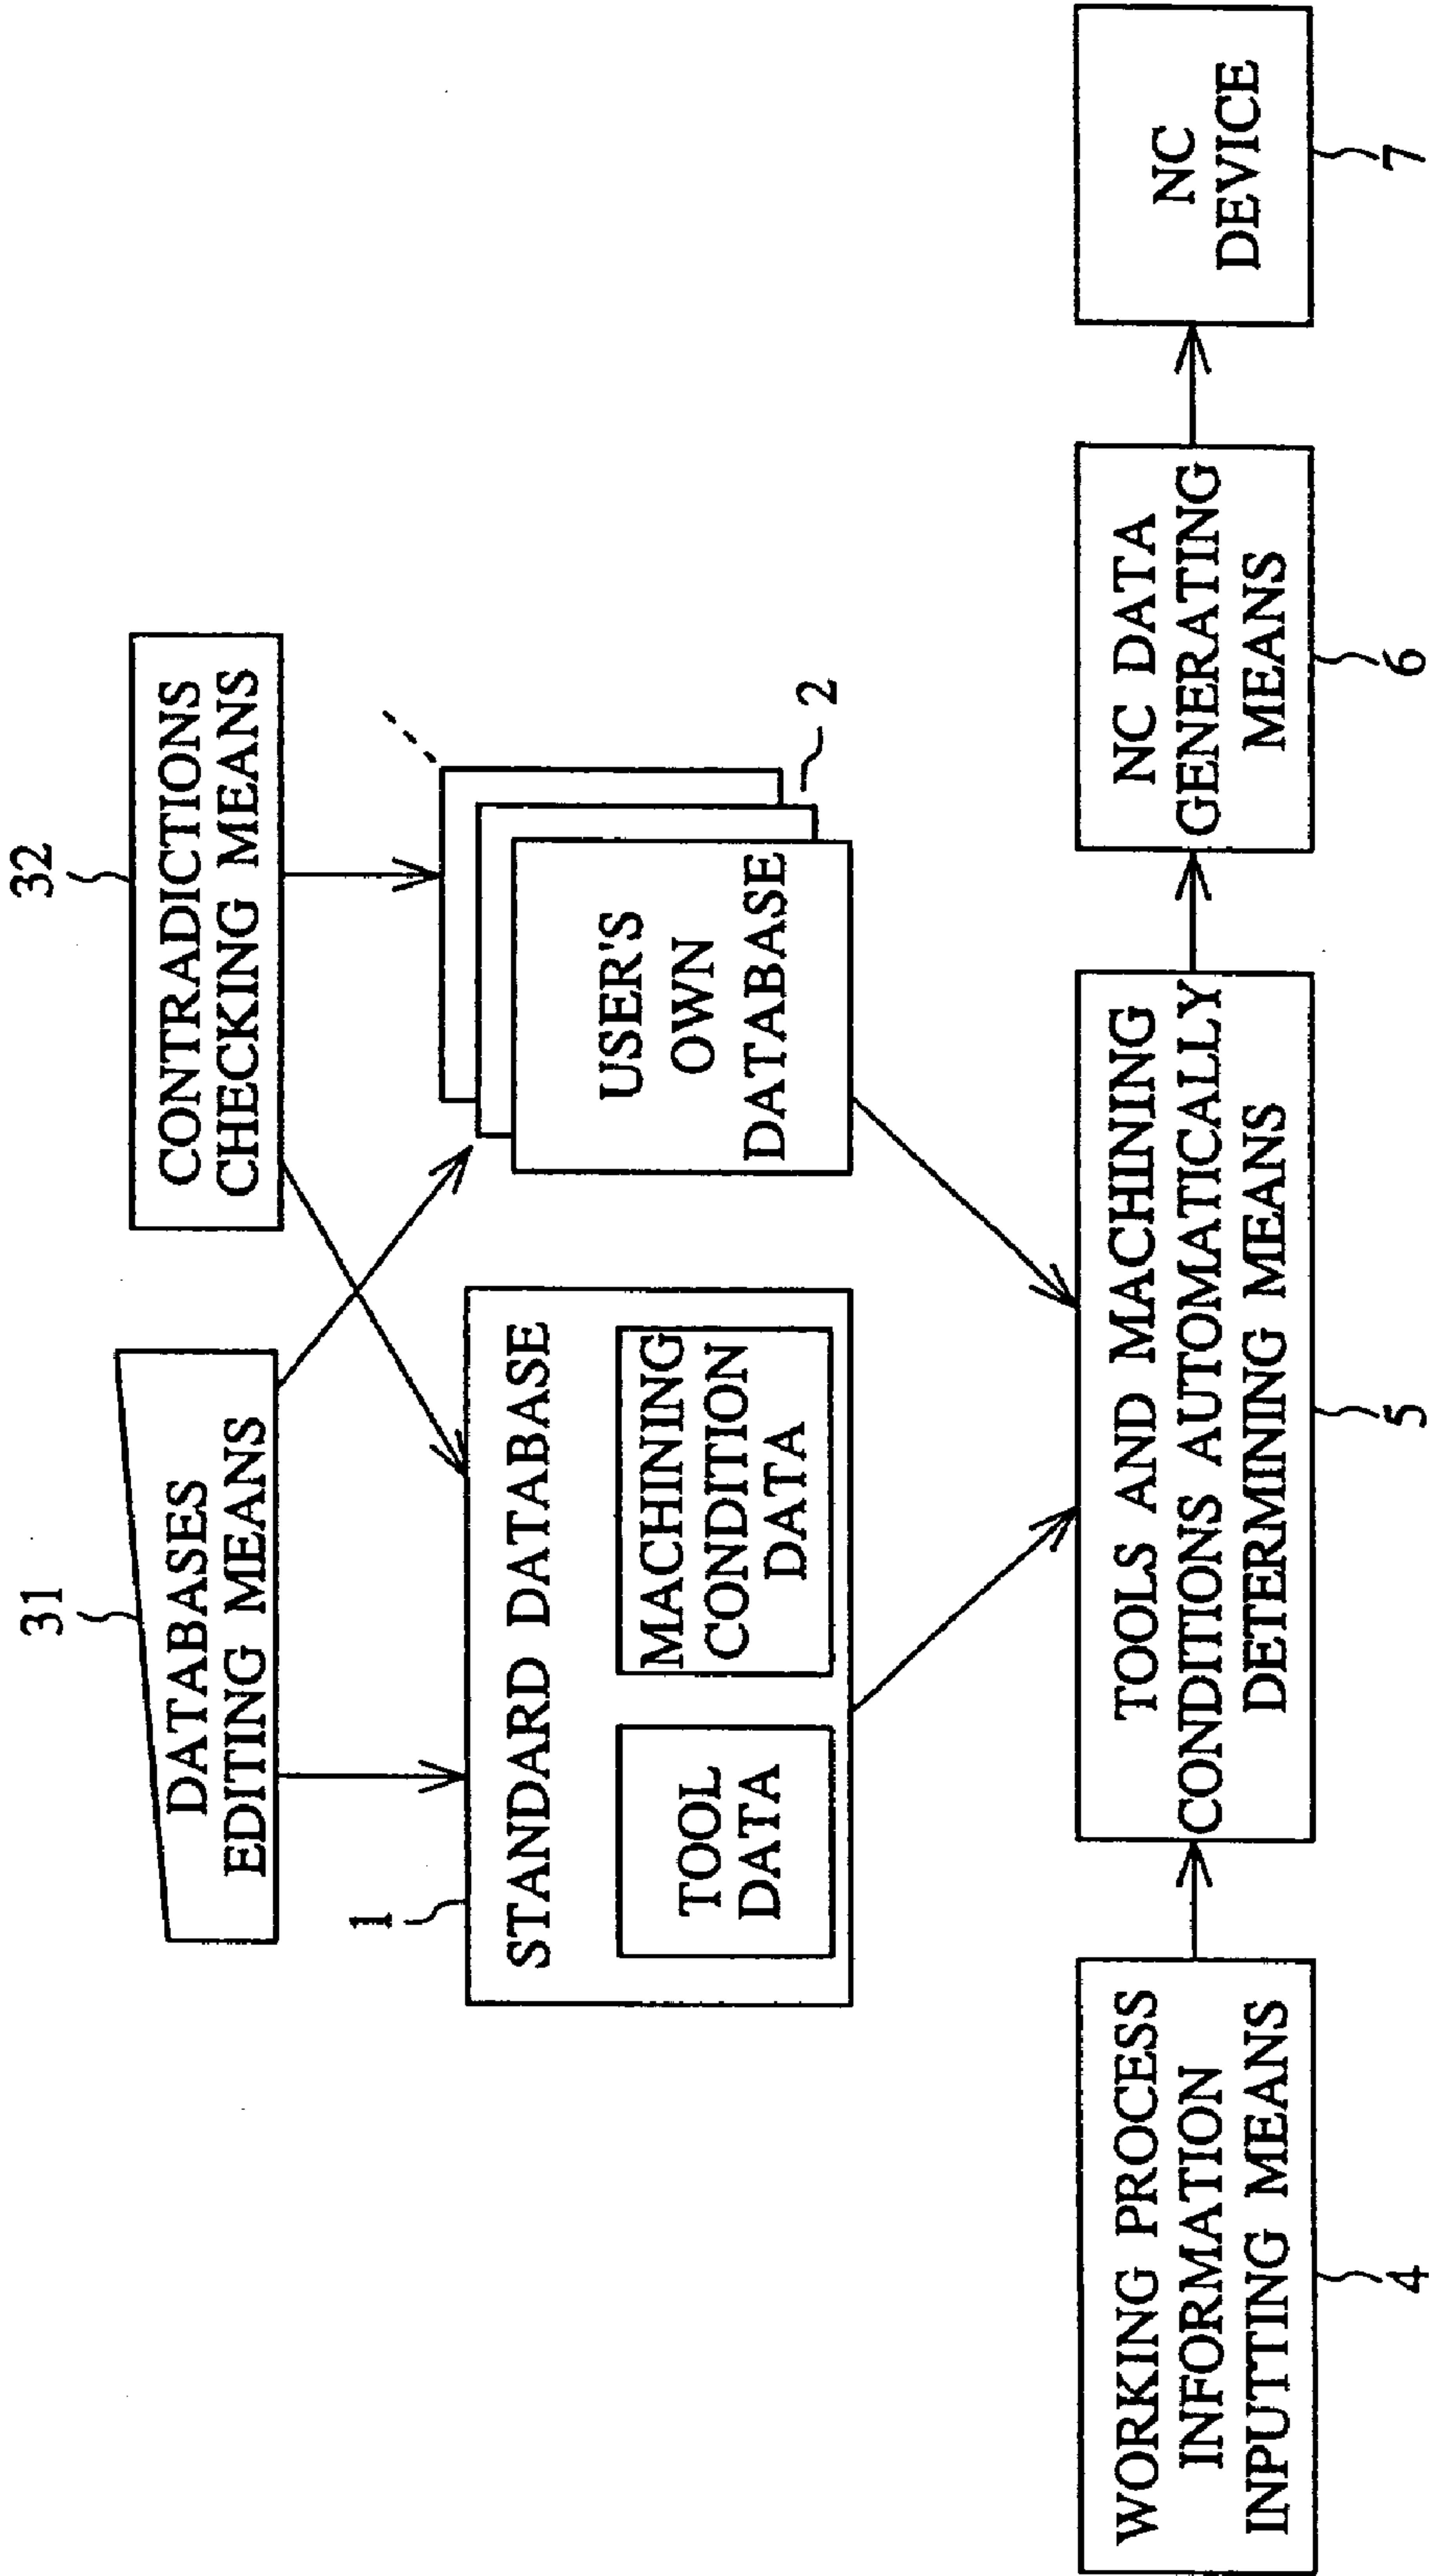 31
DATABASES
EDITING MEANS
32
CONTRADICTIONS
CHECKING MEANS
1
STANDARD DATABASE
TOOL
DATA
MACHINING
CONDITION
DATA
USER'S
OWN
DATABASE
2
WORKING PROCESS
INFORMATION
INPUTTING MEANS
4
TOOLS AND MACHINING
CONDITIONS AUTOMATICALLY
DETERMINING MEANS
5
NC DATA
GENERATING
MEANS
6
NC
DEVICE
7